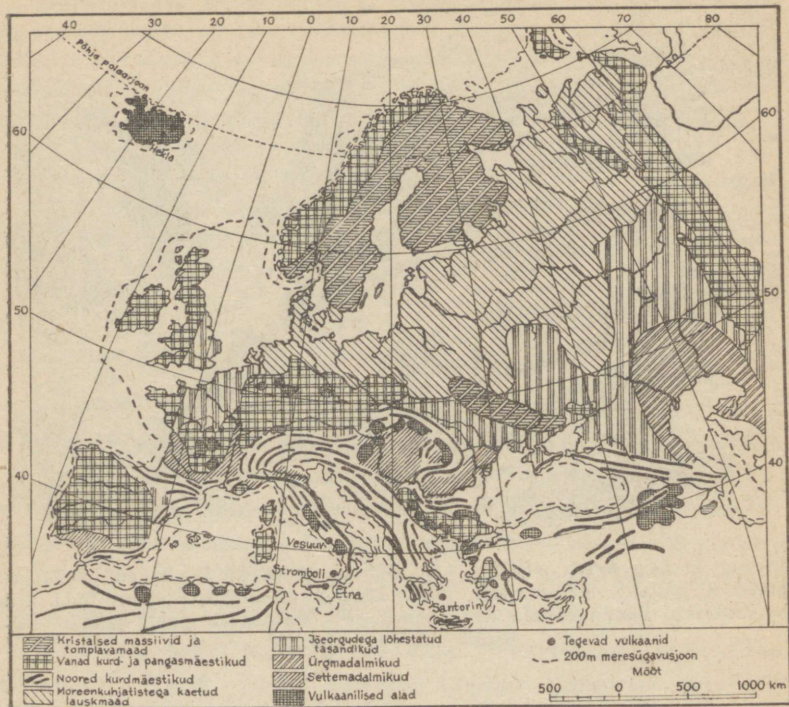 40 30 20 10 0 10 20 30 40 50 60 70 80
Põhja polaarjoon
60
60
Hekla
50
50
40
40
Vesuuv
Stromboli
Etna
Santorin
Kristalsed massiivid ja
tomplavamaad
Vanad kurd- ja pangasmäestikud
Noored kurdmäestikud
Moreenkuhjatistega kaetud
lauskmaad
Jõeorgudega lõhestatud
tasandikud
Ürgmadalmikud
Settemadalmikud
Vulkaanilised alad
Tegevad vulkaanid
200m meresügavusjoon
Mõõt
500 0 500 1000 km